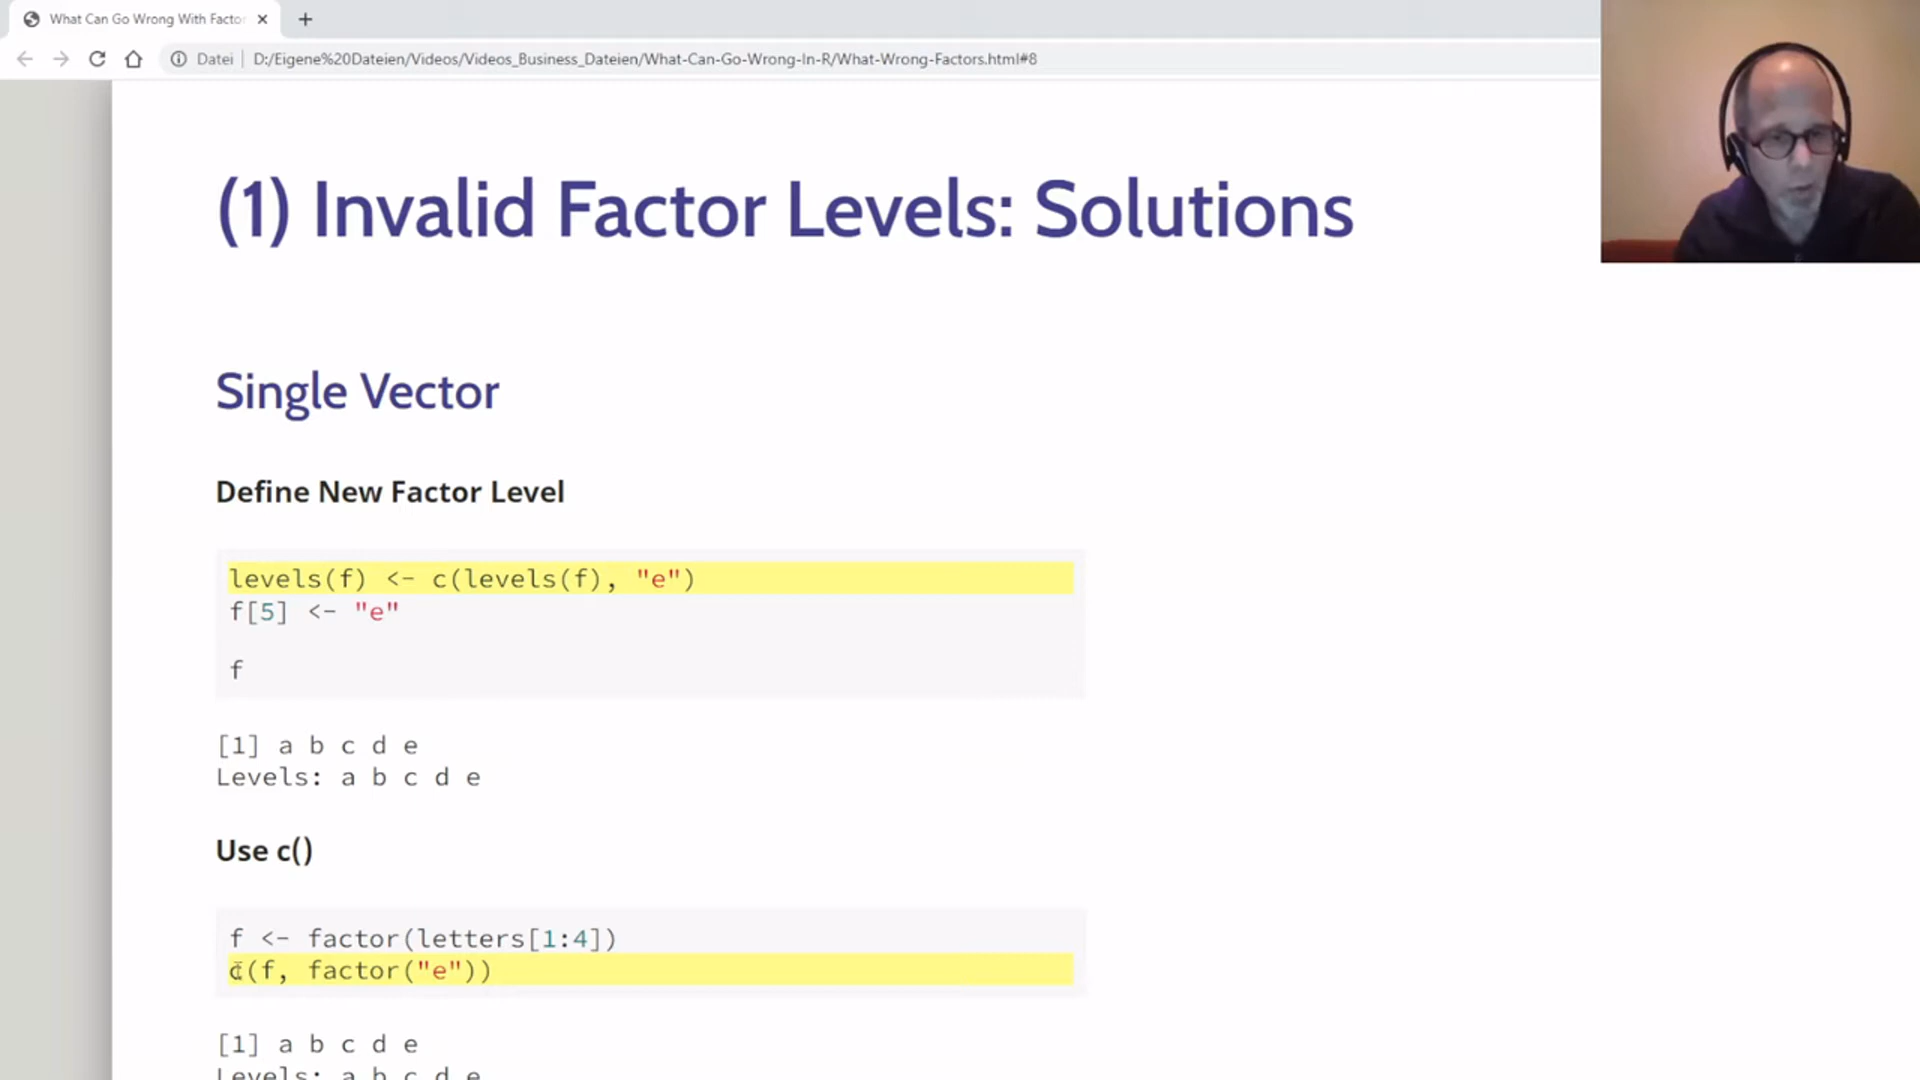 What Can Go Wrong With Facto
Datei
D:/Eigene%20Dateien/Videos/Videos_Business_Dateien/What-Can-Go-Wrong-In-R/What-Wrong-Factors.html#8
(1) Invalid Factor Levels: Solutions
Single Vector
Define New Factor Level
levels(f) <- c(levels(f), "e")
f[5] <- "e"
f
[1] a b c d e
Levels: a b c d e
Use c()
f <- factor(letters[1:4])
c(f, factor("e"))
[1] a b c d e
Levels: a b c d e